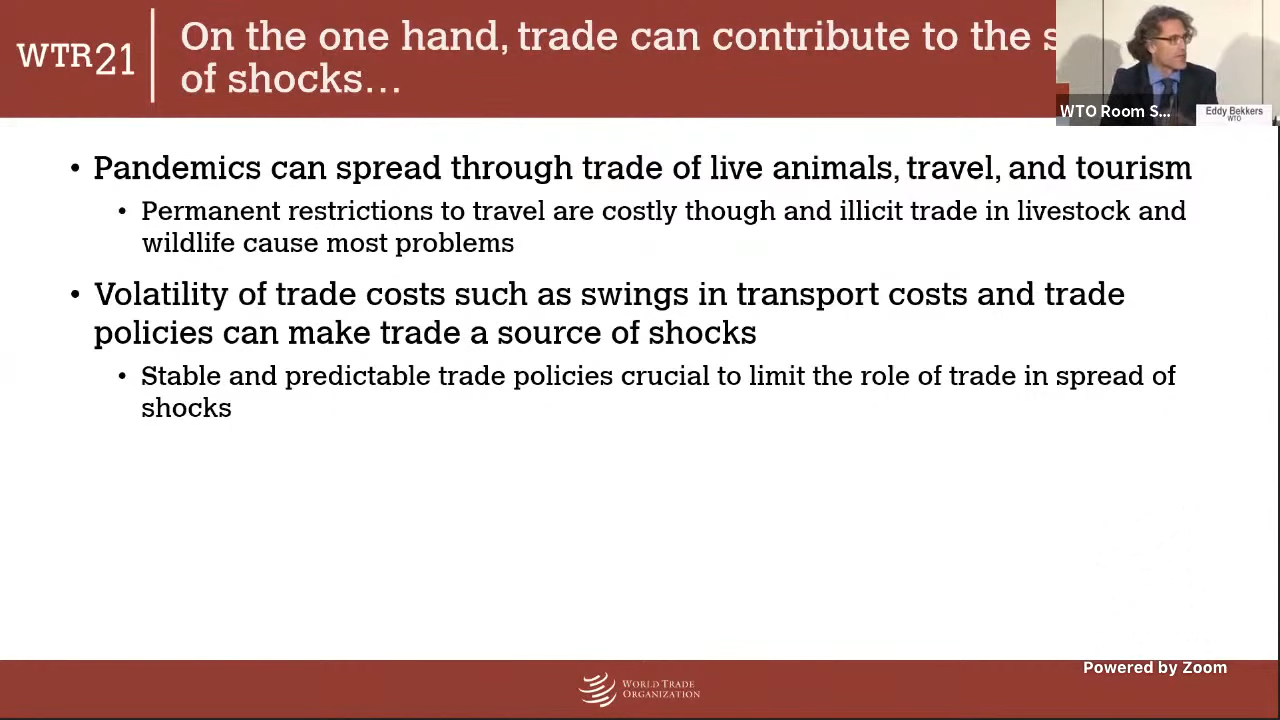 WTR21
On the one hand, trade can contribute to the
of shocks...
WTO Room S...
Eddy Bekkers
WTO
• Pandemics can spread through trade of live animals, travel, and tourism
• Permanent restrictions to travel are costly though and illicit trade in livestock and
wildlife cause most problems
• Volatility of trade costs such as swings in transport costs and trade
policies can make trade a source of shocks
• Stable and predictable trade policies crucial to limit the role of trade in spread of
shocks
Powered by Zoom
WORLD TRADE
ORGANIZATION